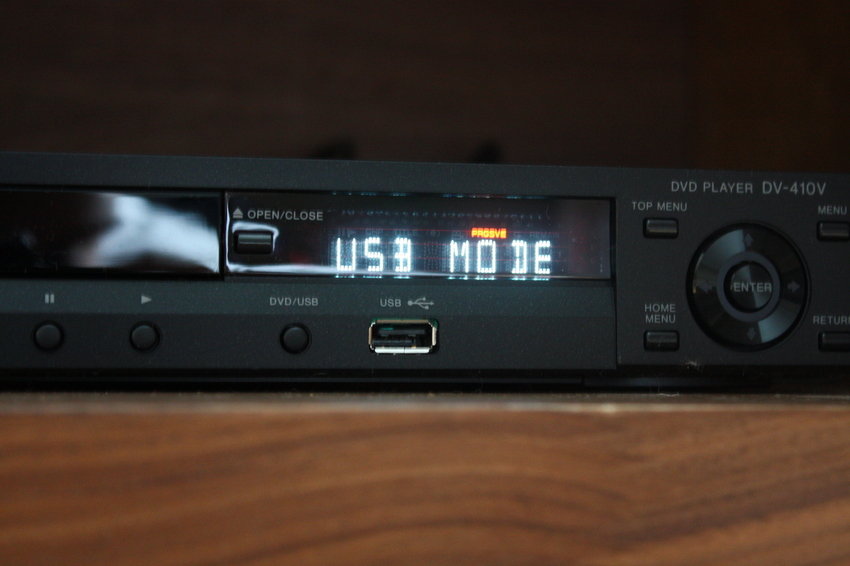 DVD PLAYER DV-410V
TOP MENU
MENU
OPEN/CLOSE
PRGSVE
USB MODE
ENTER
DVD/USB
USB
HOME
MENU
RETURN